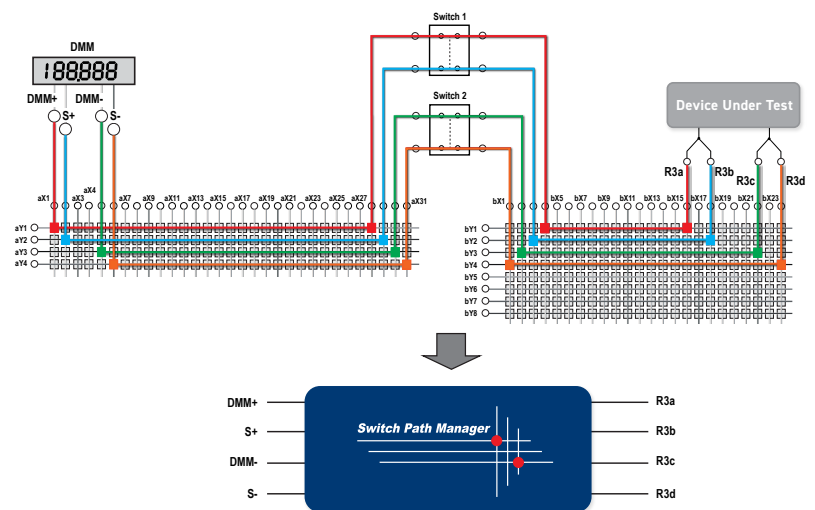 Switch 1
DMM
188.888
Device Under Test
DMM+ DMM-
S+ S-
Switch 2
R3a R3b R3c R3d
aX1 aX3 aX4 aX7 aX9 aX11 aX13 aX15 aX17 aX19 aX21 aX23 aX25 aX27 aX31
bX1 bX5 bX7 bX9 bX11 bX13 bX15 bX17 bX19 bX21 bX23
aY1
aY2
aY3
aY4
bY1
bY2
bY3
bY4
bY5
bY6
bY7
bY8
DMM+ R3a
S+ R3b
Switch Path Manager
DMM- R3c
S- R3d